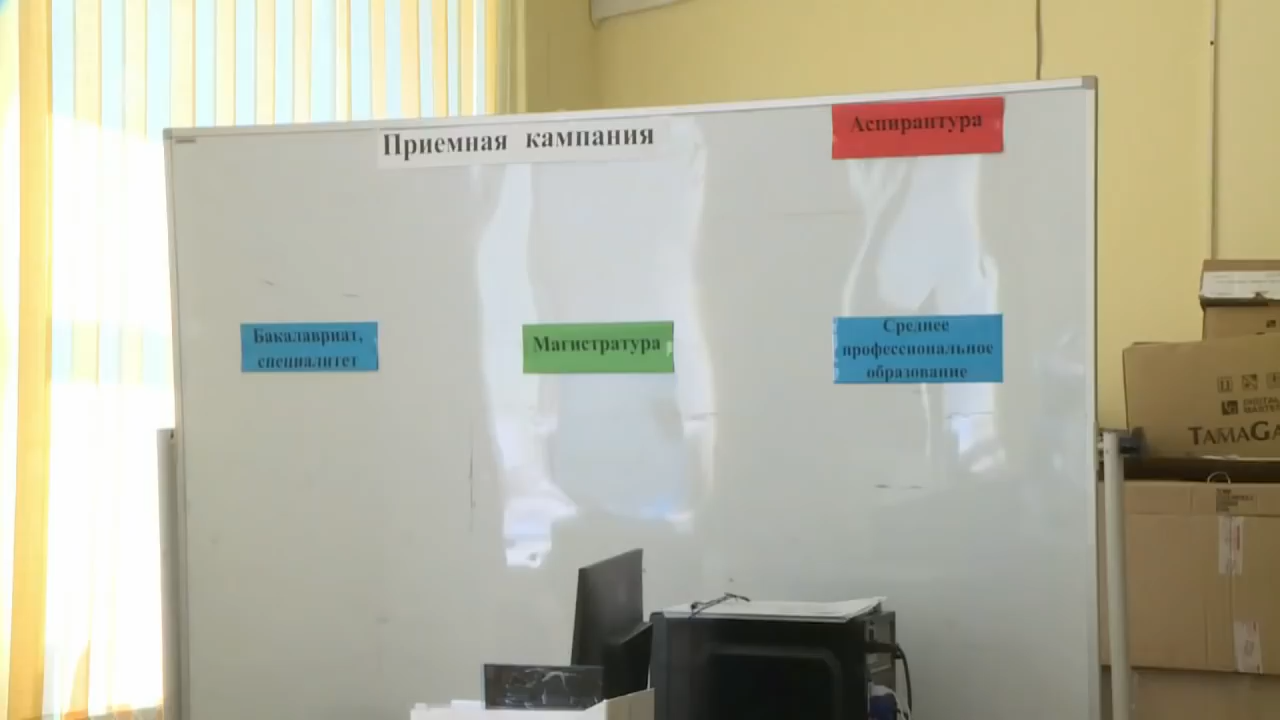 Приемная кампания
Аспирантура
Бакалавриат,
специалитет
Магистратура
Среднее
профессиональное
образование
TAMAGA